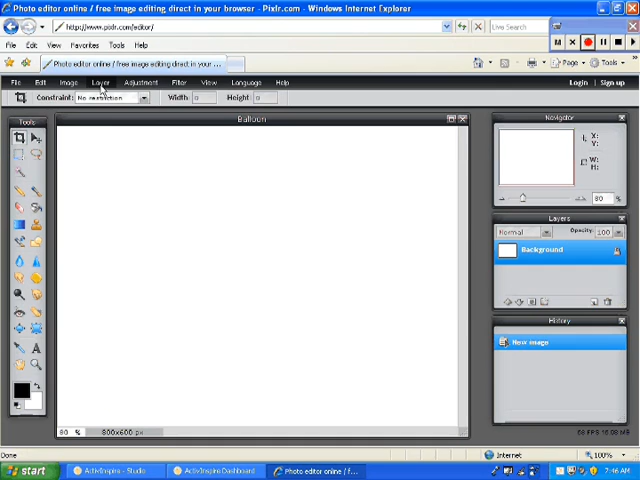 Photo editor online / free image editing direct in your browser - Pixlr.com - Windows Internet Explorer
https://www.pixlr.com/editor/
Live Search
File Edit View Favorites Tools Help
Photo editor online / free image editing direct in your ...
Page Tools
File Edit Image Layer Adjustment Filter View Language Help Login Sign up
Constraint: No restriction Width: 0 Height: 0
Tools
Balloon
Navigator
X:
Y:
W:
H:
80 %
Layers
Normal Opacity: 100
Background
History
New image
80 % 800x600 px
Done Internet 100%
start ActivInspire - Studio ActivInspire Dashboard Photo editor online / f... 7:46 AM